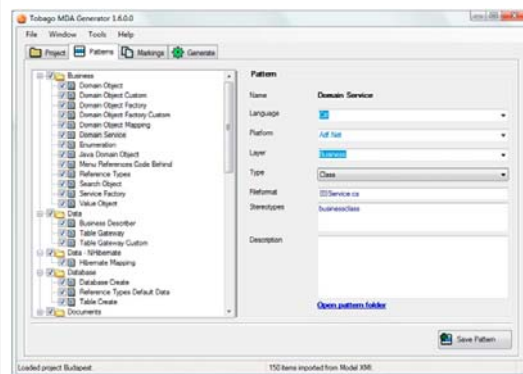 Tobago MDA Generator 1.6.0.0
File Window Tools Help
Project Patterns Markings Generate
Business
Domain Object
Domain Object Custom
Domain Object Factory
Domain Object Factory Custom
Domain Object Mapping
Domain Service
Enumeration
Java Domain Object
Menu References Code Behind
Reference Types
Search Object
Service Factory
Value Object
Data
Business Describer
Table Gateway
Table Gateway Custom
Data - NHibernate
Hibernate Mapping
Database
Database Create
Reference Types Default Data
Table Create
Documents
Pattern
Name Domain Service
Language C#
Platform Asf.Net
Layer Business
Type Class
Fileformat
Stereotypes businessclass
Description
Open pattern folder
Save Pattern
Loaded project Budapest.
150 items imported from Model XMI.